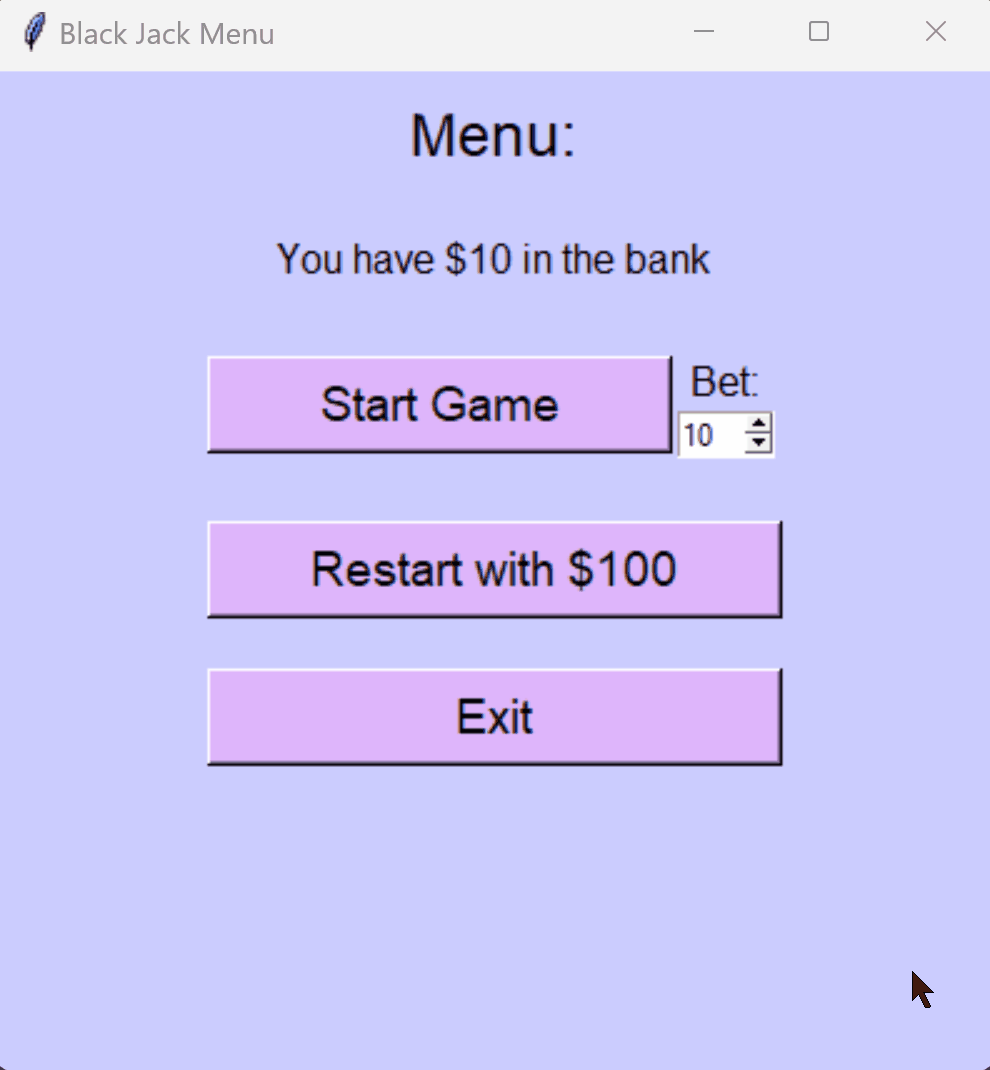 Black Jack Menu
Menu:
You have $10 in the bank
Start Game
Bet:
10
Restart with $100
Exit